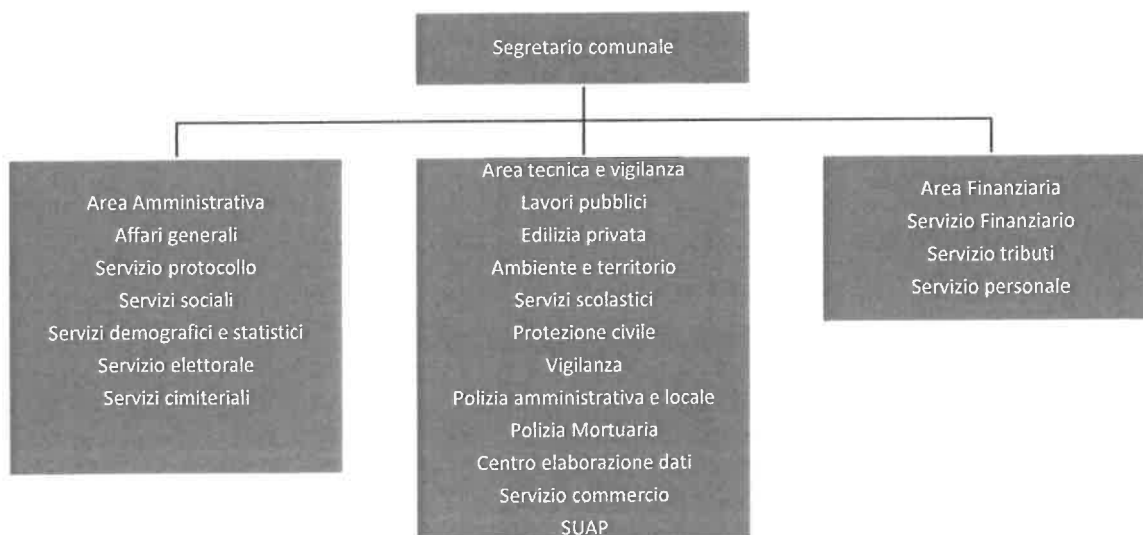 Segretario comunale
Area Amministrativa
Affari generali
Servizio protocollo
Servizi sociali
Servizi demografici e statistici
Servizio elettorale
Servizi cimiteriali
Area tecnica e vigilanza
Lavori pubblici
Edilizia privata
Ambiente e territorio
Servizi scolastici
Protezione civile
Vigilanza
Polizia amministrativa e locale
Polizia Mortuaria
Centro elaborazione dati
Servizio commercio
SUAP
Area Finanziaria
Servizio Finanziario
Servizio tributi
Servizio personale